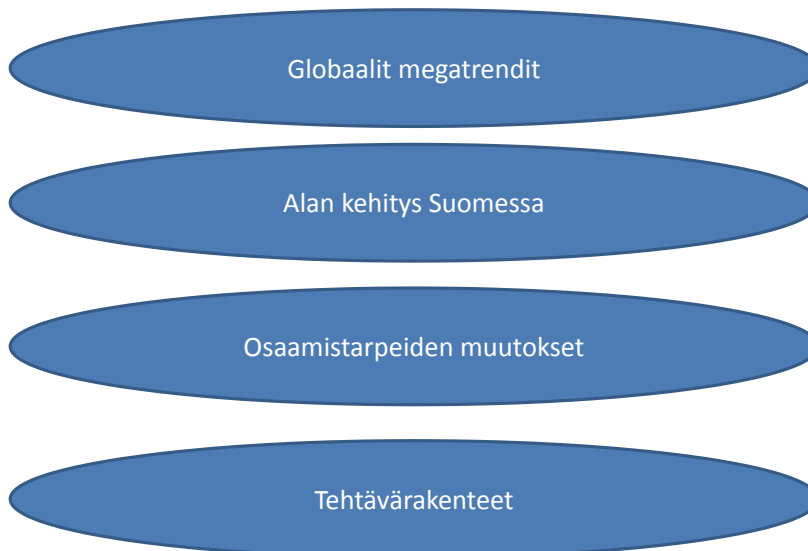 Globaalit megatrendit
Alan kehitys Suomessa
Osaamistarpeiden muutokset
Tehtävärakenteet